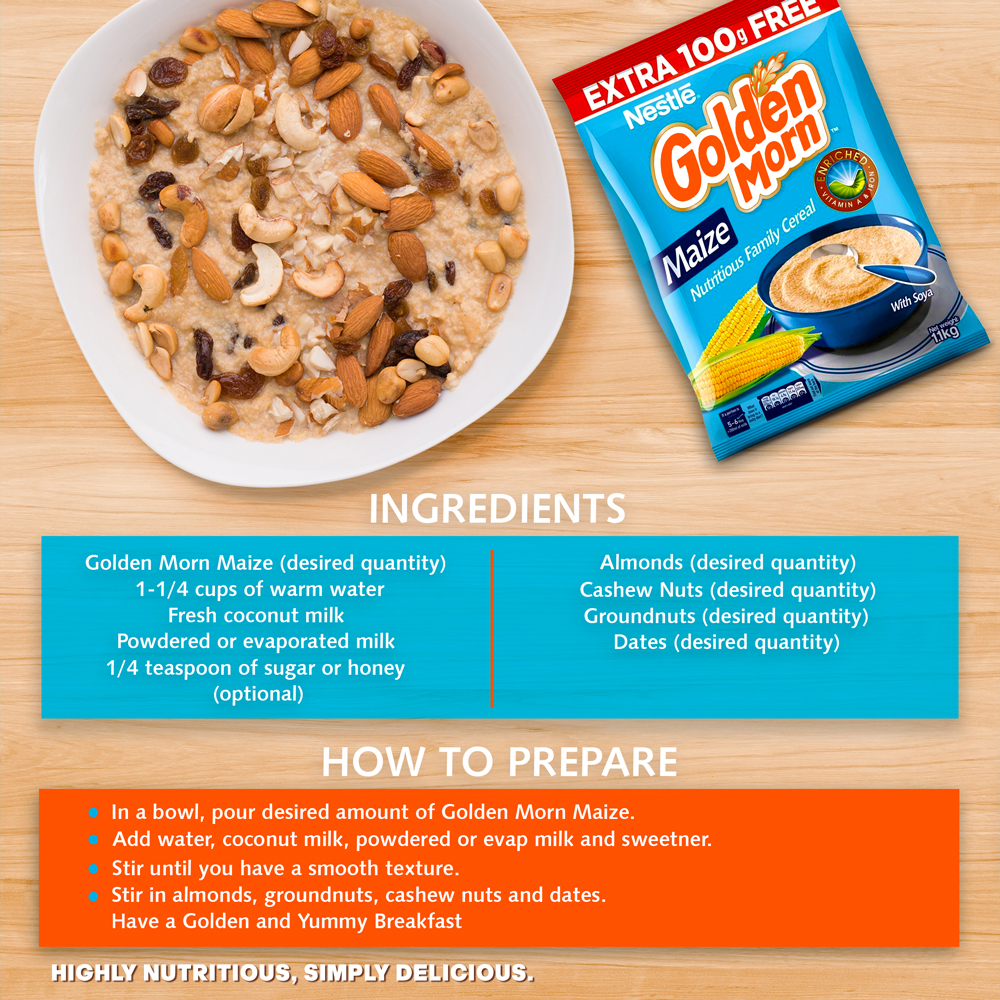 EXTRA 100g FREE
Nestlé
Golden
Morn
ENRICHED
VITAMIN A & IRON
Maize
Nutritious Family Cereal
With Soya
Net weight
1.1kg
INGREDIENTS
Golden Morn Maize (desired quantity)
1-1/4 cups of warm water
Fresh coconut milk
Powdered or evaporated milk
1/4 teaspoon of sugar or honey
(optional)
Almonds (desired quantity)
Cashew Nuts (desired quantity)
Groundnuts (desired quantity)
Dates (desired quantity)
HOW TO PREPARE
In a bowl, pour desired amount of Golden Morn Maize.
Add water, coconut milk, powdered or evap milk and sweetner.
Stir until you have a smooth texture.
Stir in almonds, groundnuts, cashew nuts and dates.
Have a Golden and Yummy Breakfast
HIGHLY NUTRITIOUS, SIMPLY DELICIOUS.